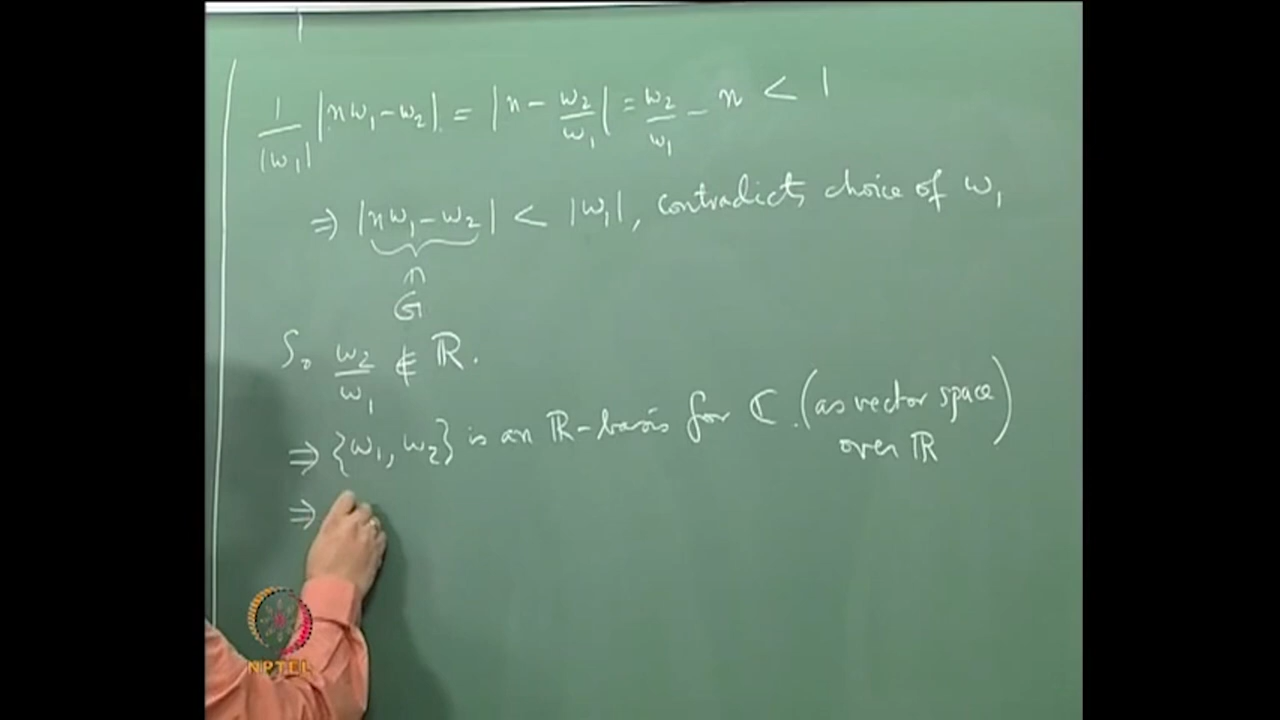 1/|ω₁| |nω₁ − ω₂| = |n − ω₂/ω₁| = ω₂/ω₁ − n < 1
⇒ |nω₁ − ω₂| < |ω₁|, contradicts choice of ω₁
∩
G
So ω₂/ω₁ ∉ ℝ.
⇒ {ω₁, ω₂} is an ℝ-basis for ℂ. (as vector space
over ℝ)
⇒
NPTEL